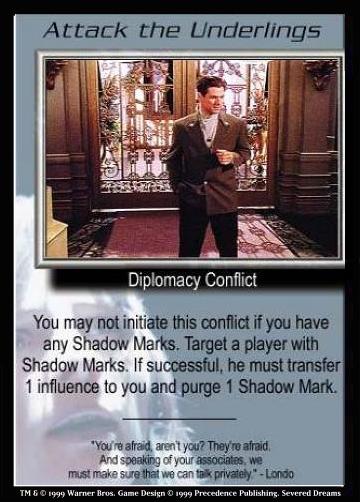 Attack the Underlings
Diplomacy Conflict
You may not initiate this conflict if you have
any Shadow Marks. Target a player with
Shadow Marks. If successful, he must transfer
1 influence to you and purge 1 Shadow Mark.
"You're afraid, aren't you? They're afraid.
And speaking of your associates, we
must make sure that we can talk privately." - Londo
TM & © 1999 Warner Bros. Game Design © 1999 Precedence Publishing. Severed Dreams